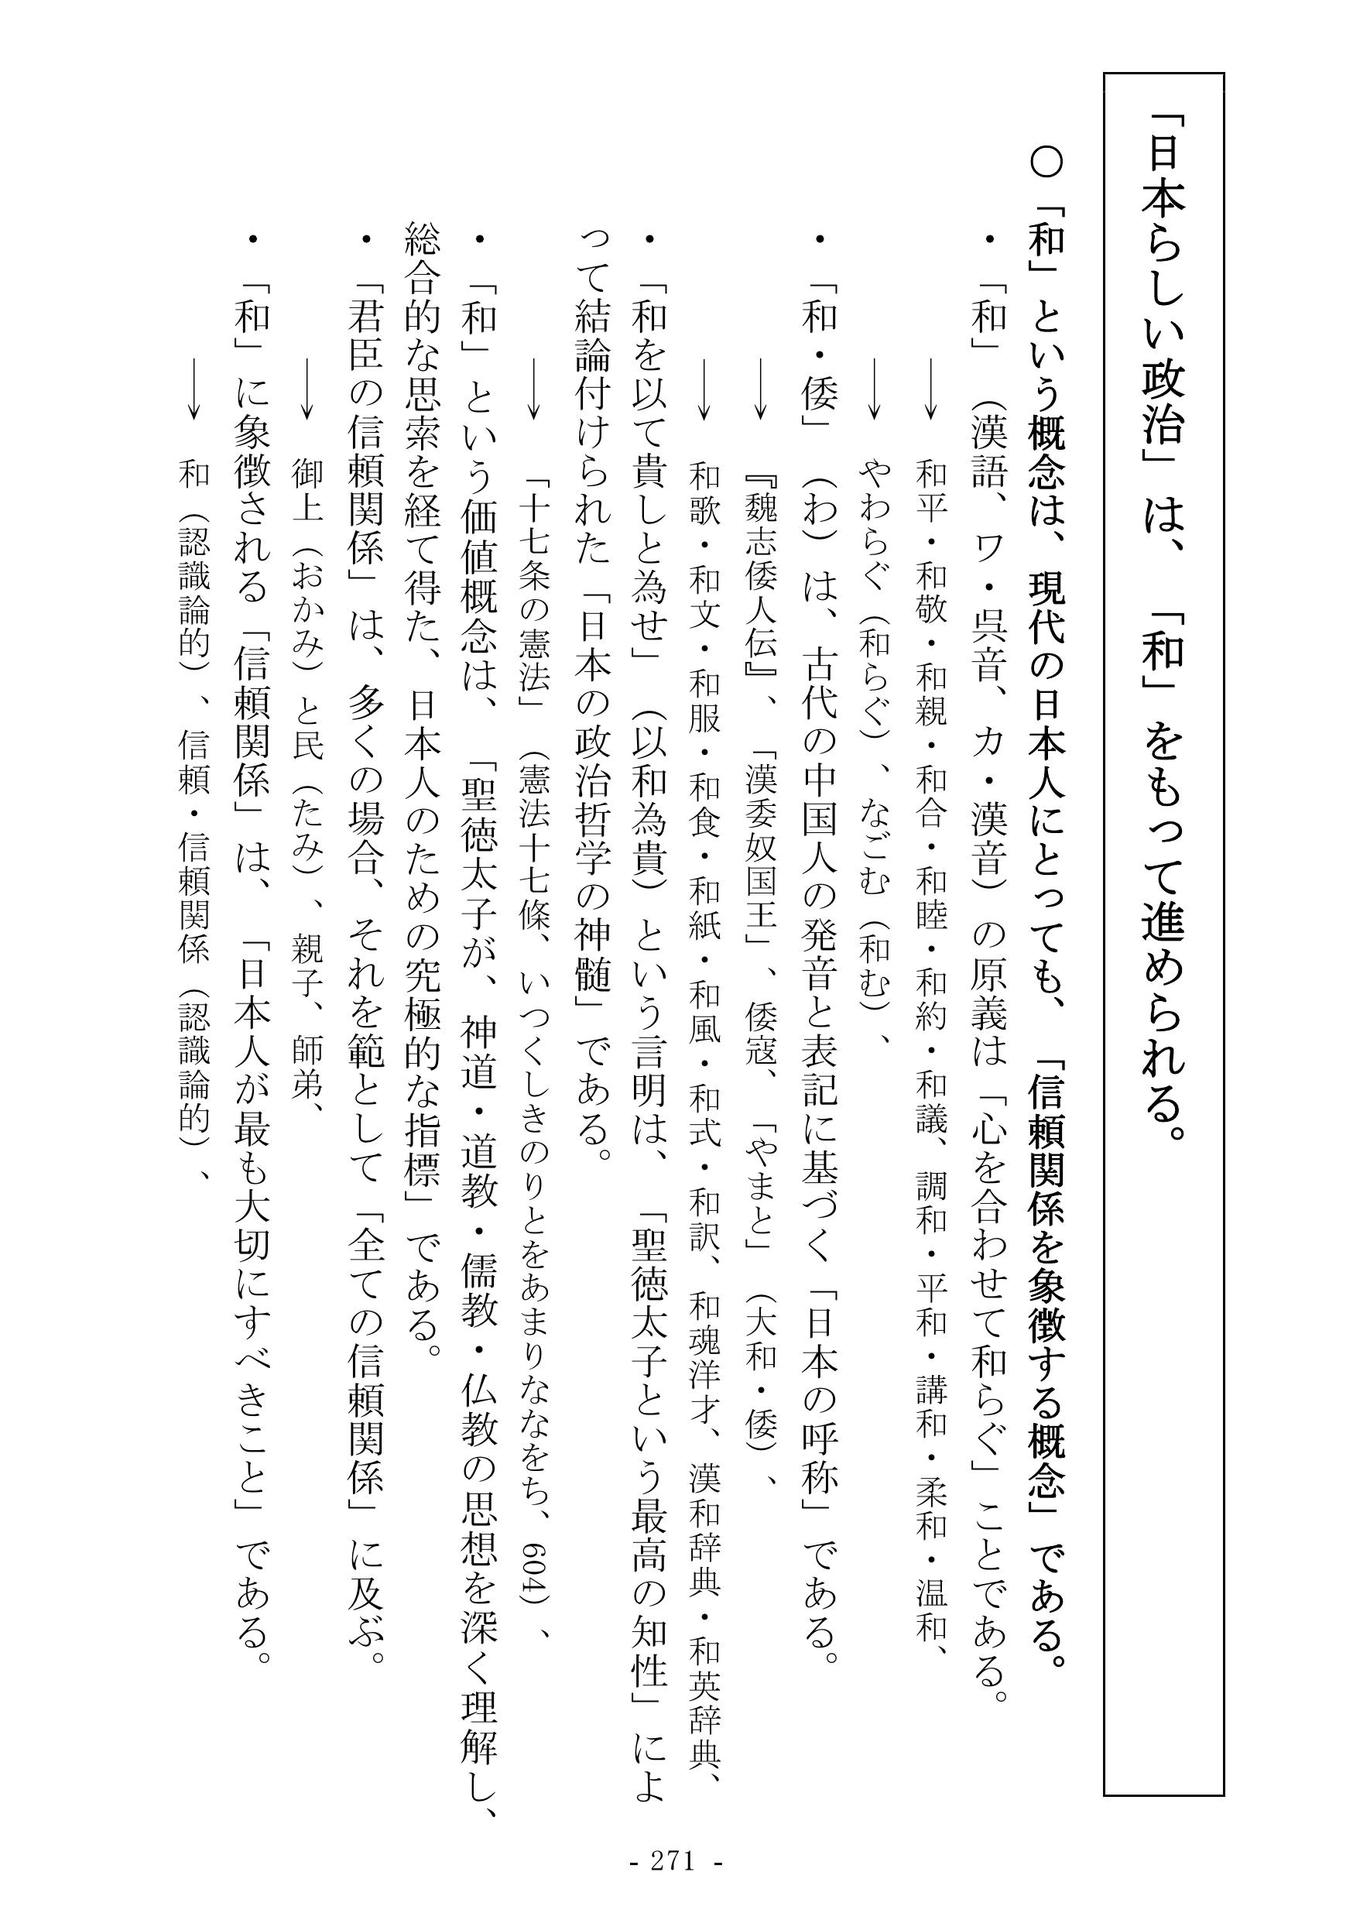 「日本らしい政治」は、「和」をもって進められる。
○「和」という概念は、現代の日本人にとっても、「信頼関係を象徴する概念」である。
・「和」（漢語、ワ・呉音、カ・漢音）の原義は「心を合わせて和らぐ」ことである。
→ 和平・和敬・和親・和合・和睦・和約・和議、調和・平和・講和・柔和・温和、
→ やわらぐ（和らぐ）、なごむ（和む）、
・「和・倭」（わ）は、古代の中国人の発音と表記に基づく「日本の呼称」である。
→ 『魏志倭人伝』、「漢委奴国王」、倭寇、「やまと」（大和・倭）、
→ 和歌・和文・和服・和食・和紙・和風・和式・和訳、和魂洋才、漢和辞典・和英辞典、
・「和を以て貴しと為せ」（以和為貴）という言明は、「聖徳太子という最高の知性」によ
って結論付けられた「日本の政治哲学の神髄」である。
→ 「十七条の憲法」（憲法十七條、いつくしきのりとをあまりななをち、604）、
・「和」という価値概念は、「聖徳太子が、神道・道教・儒教・仏教の思想を深く理解し、
総合的な思索を経て得た、日本人のための究極的な指標」である。
・「君臣の信頼関係」は、多くの場合、それを範として「全ての信頼関係」に及ぶ。
→ 御上（おかみ）と民（たみ）、親子、師弟、
・「和」に象徴される「信頼関係」は、「日本人が最も大切にすべきこと」である。
→ 和（認識論的）、信頼・信頼関係（認識論的）、
- 271 -